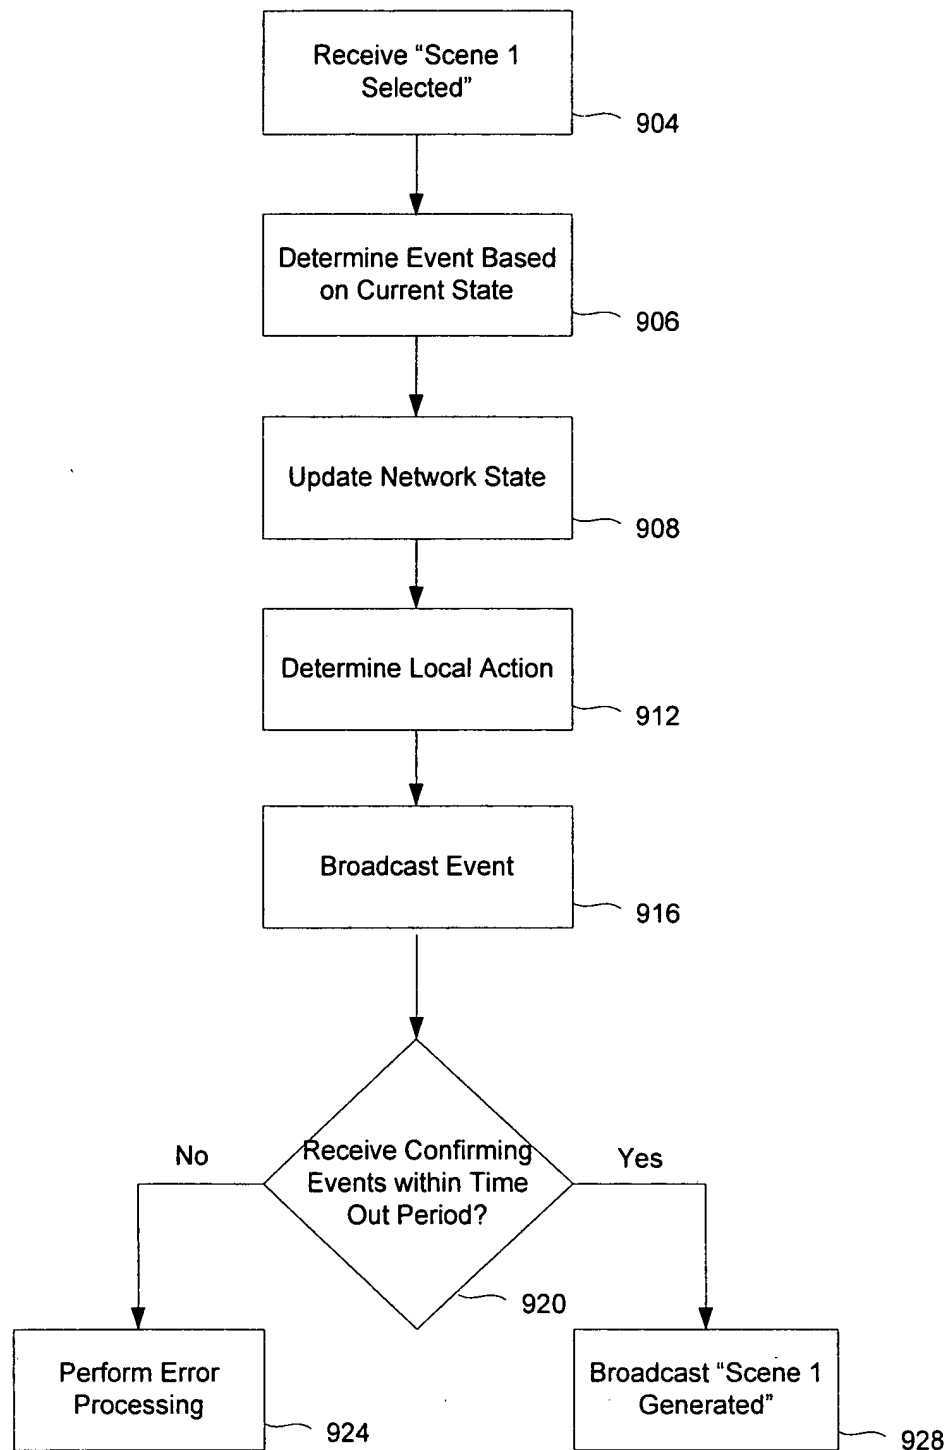 Receive “Scene 1
Selected”
904
Determine Event Based
on Current State
906
Update Network State
908
Determine Local Action
912
Broadcast Event
916
Receive Confirming
Events within Time
Out Period?
No
Yes
920
Perform Error
Processing
924
Broadcast “Scene 1
Generated”
928